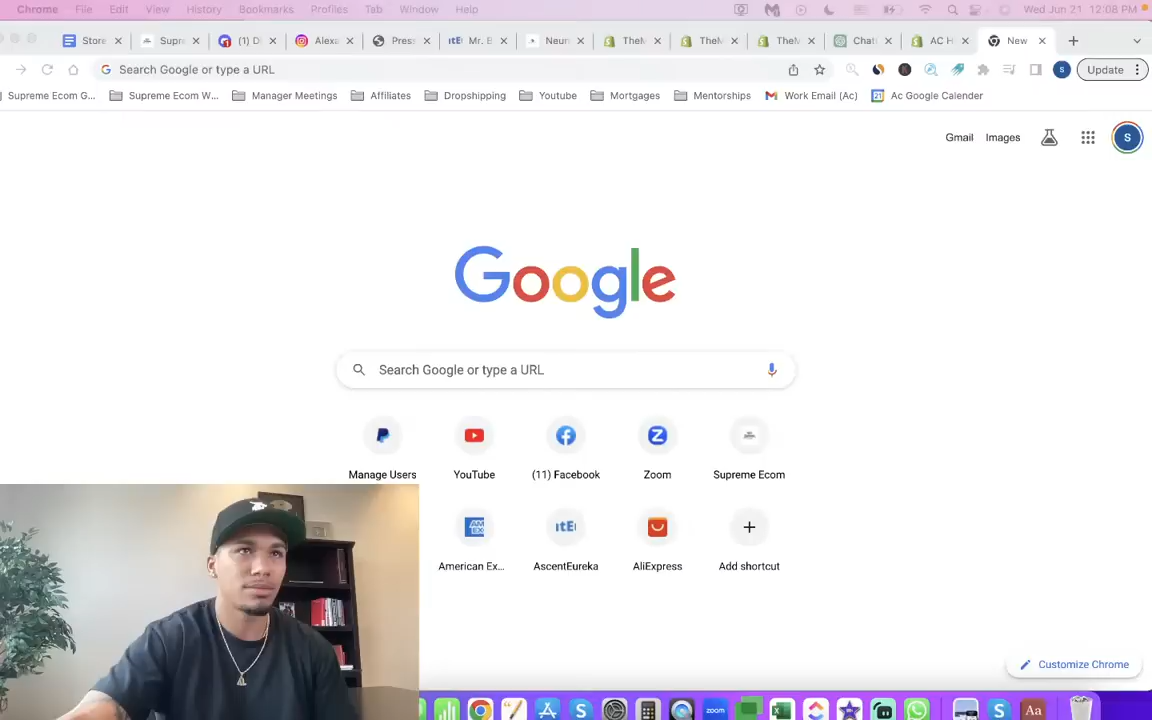 Chrome File Edit View History Bookmarks Profiles Tab Window Help Wed Jun 21 12:08 PM
Store Supre (1) D Alexa Press Mr. B Neur TheM TheM TheM Chat AC H New
Search Google or type a URL Update
Supreme Ecom G... Supreme Ecom W... Manager Meetings Affiliates Dropshipping Youtube Mortgages Mentorships Work Email (Ac) Ac Google Calender
Gmail Images S
Google
Search Google or type a URL
Manage Users YouTube (11) Facebook Zoom Supreme Ecom
American Ex... AscentEureka AliExpress Add shortcut
Customize Chrome
zoom Aa